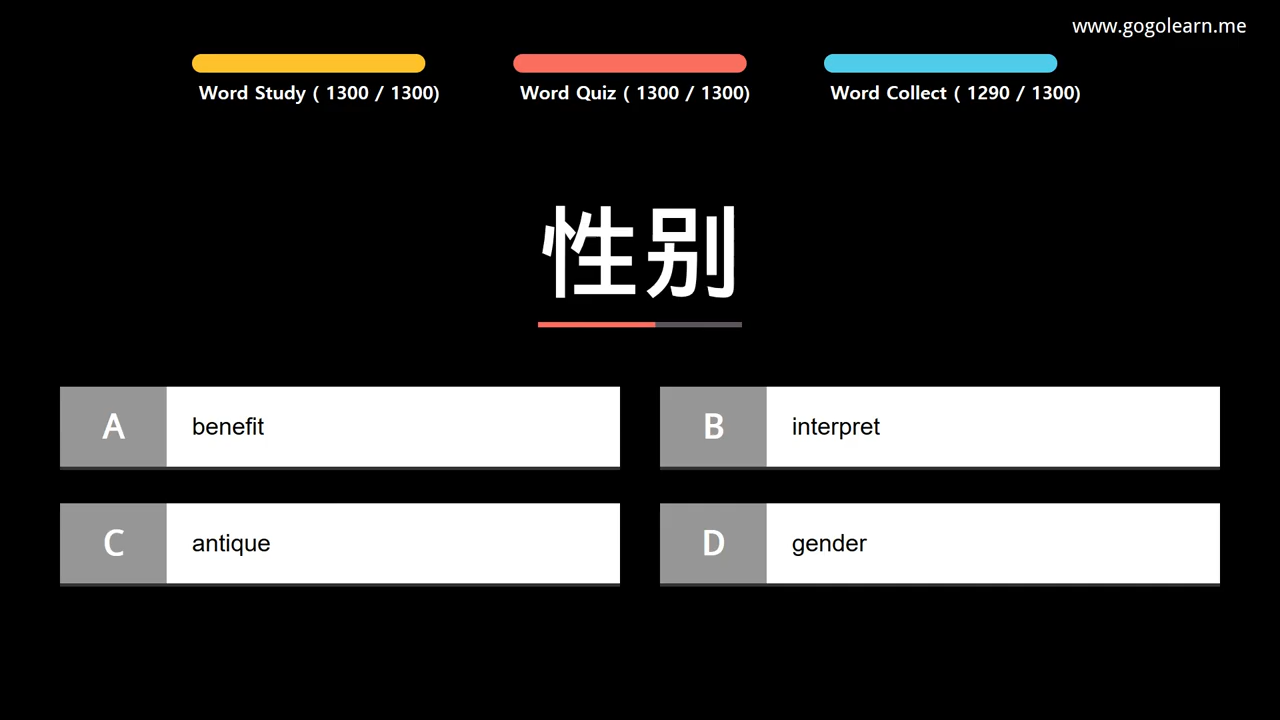 www.gogolearn.me
Word Study ( 1300 / 1300)
Word Quiz ( 1300 / 1300)
Word Collect ( 1290 / 1300)
性别
A benefit
B interpret
C antique
D gender